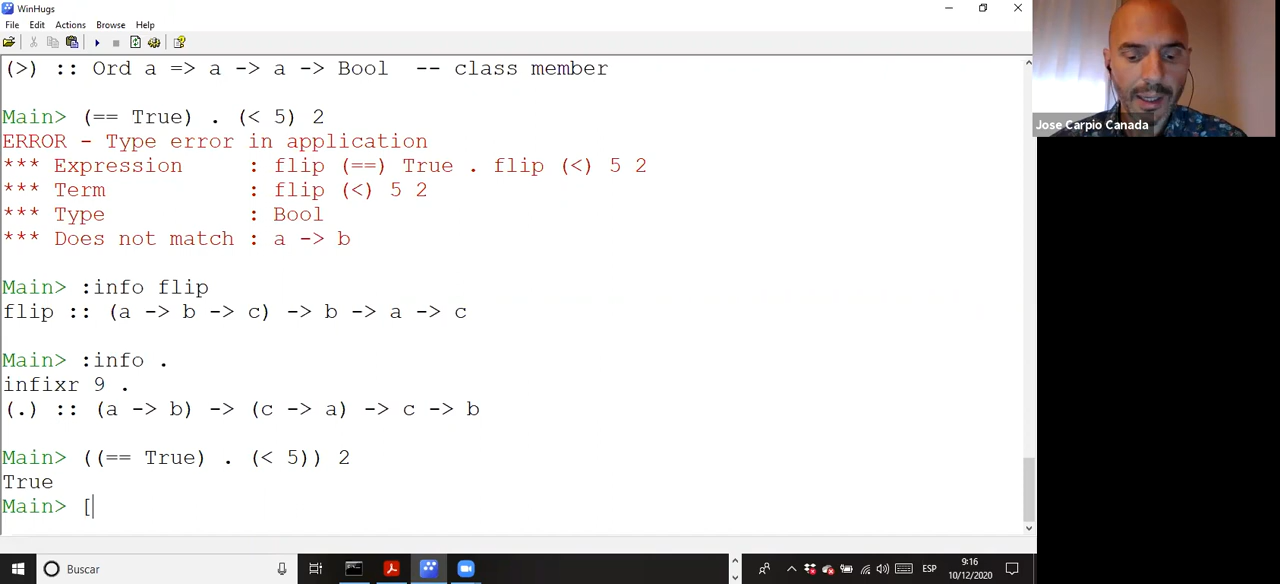 WinHugs
File Edit Actions Browse Help
(>) :: Ord a => a -> a -> Bool -- class member
Main> (== True) . (< 5) 2
ERROR - Type error in application
*** Expression : flip (==) True . flip (<) 5 2
*** Term : flip (<) 5 2
*** Type : Bool
*** Does not match : a -> b
Main> :info flip
flip :: (a -> b -> c) -> b -> a -> c
Main> :info .
infixr 9 .
(.) :: (a -> b) -> (c -> a) -> c -> b
Main> ((== True) . (< 5)) 2
True
Main> [
Jose Carpio Canada
Buscar
ESP
9:16
10/12/2020